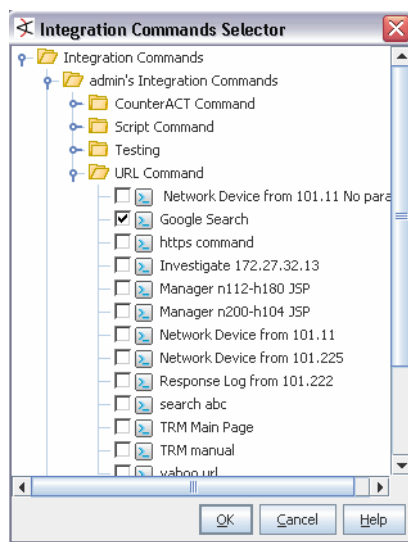 Integration Commands Selector
Integration Commands
admin's Integration Commands
CounterACT Command
Script Command
Testing
URL Command
Network Device from 101.11 No para
Google Search
https command
Investigate 172.27.32.13
Manager n112-h180 JSP
Manager n200-h104 JSP
Network Device from 101.11
Network Device from 101.225
Response Log from 101.222
search abc
TRM Main Page
TRM manual
yahoo url
OK Cancel Help